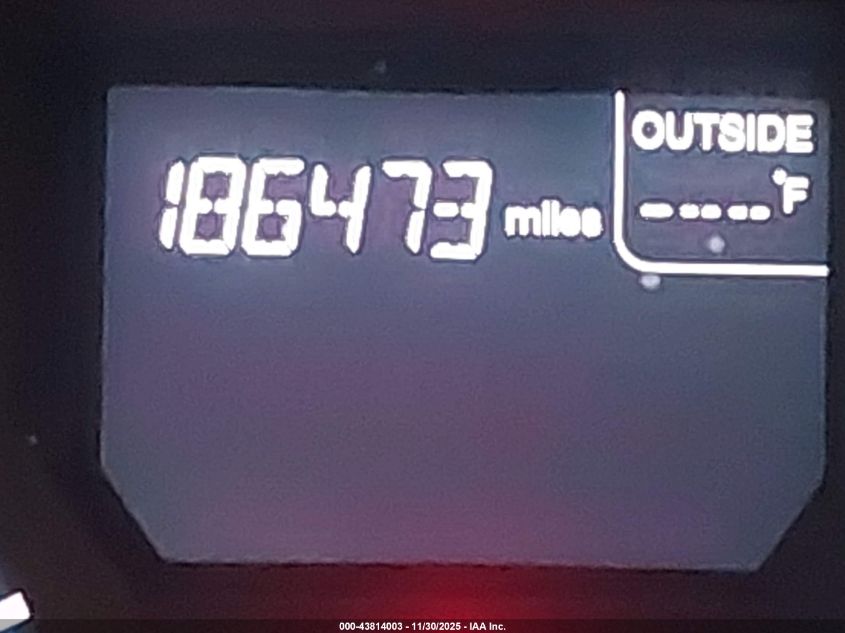 186473 miles
OUTSIDE
---- °F
000-43814003 - 11/30/2025 - IAA Inc.